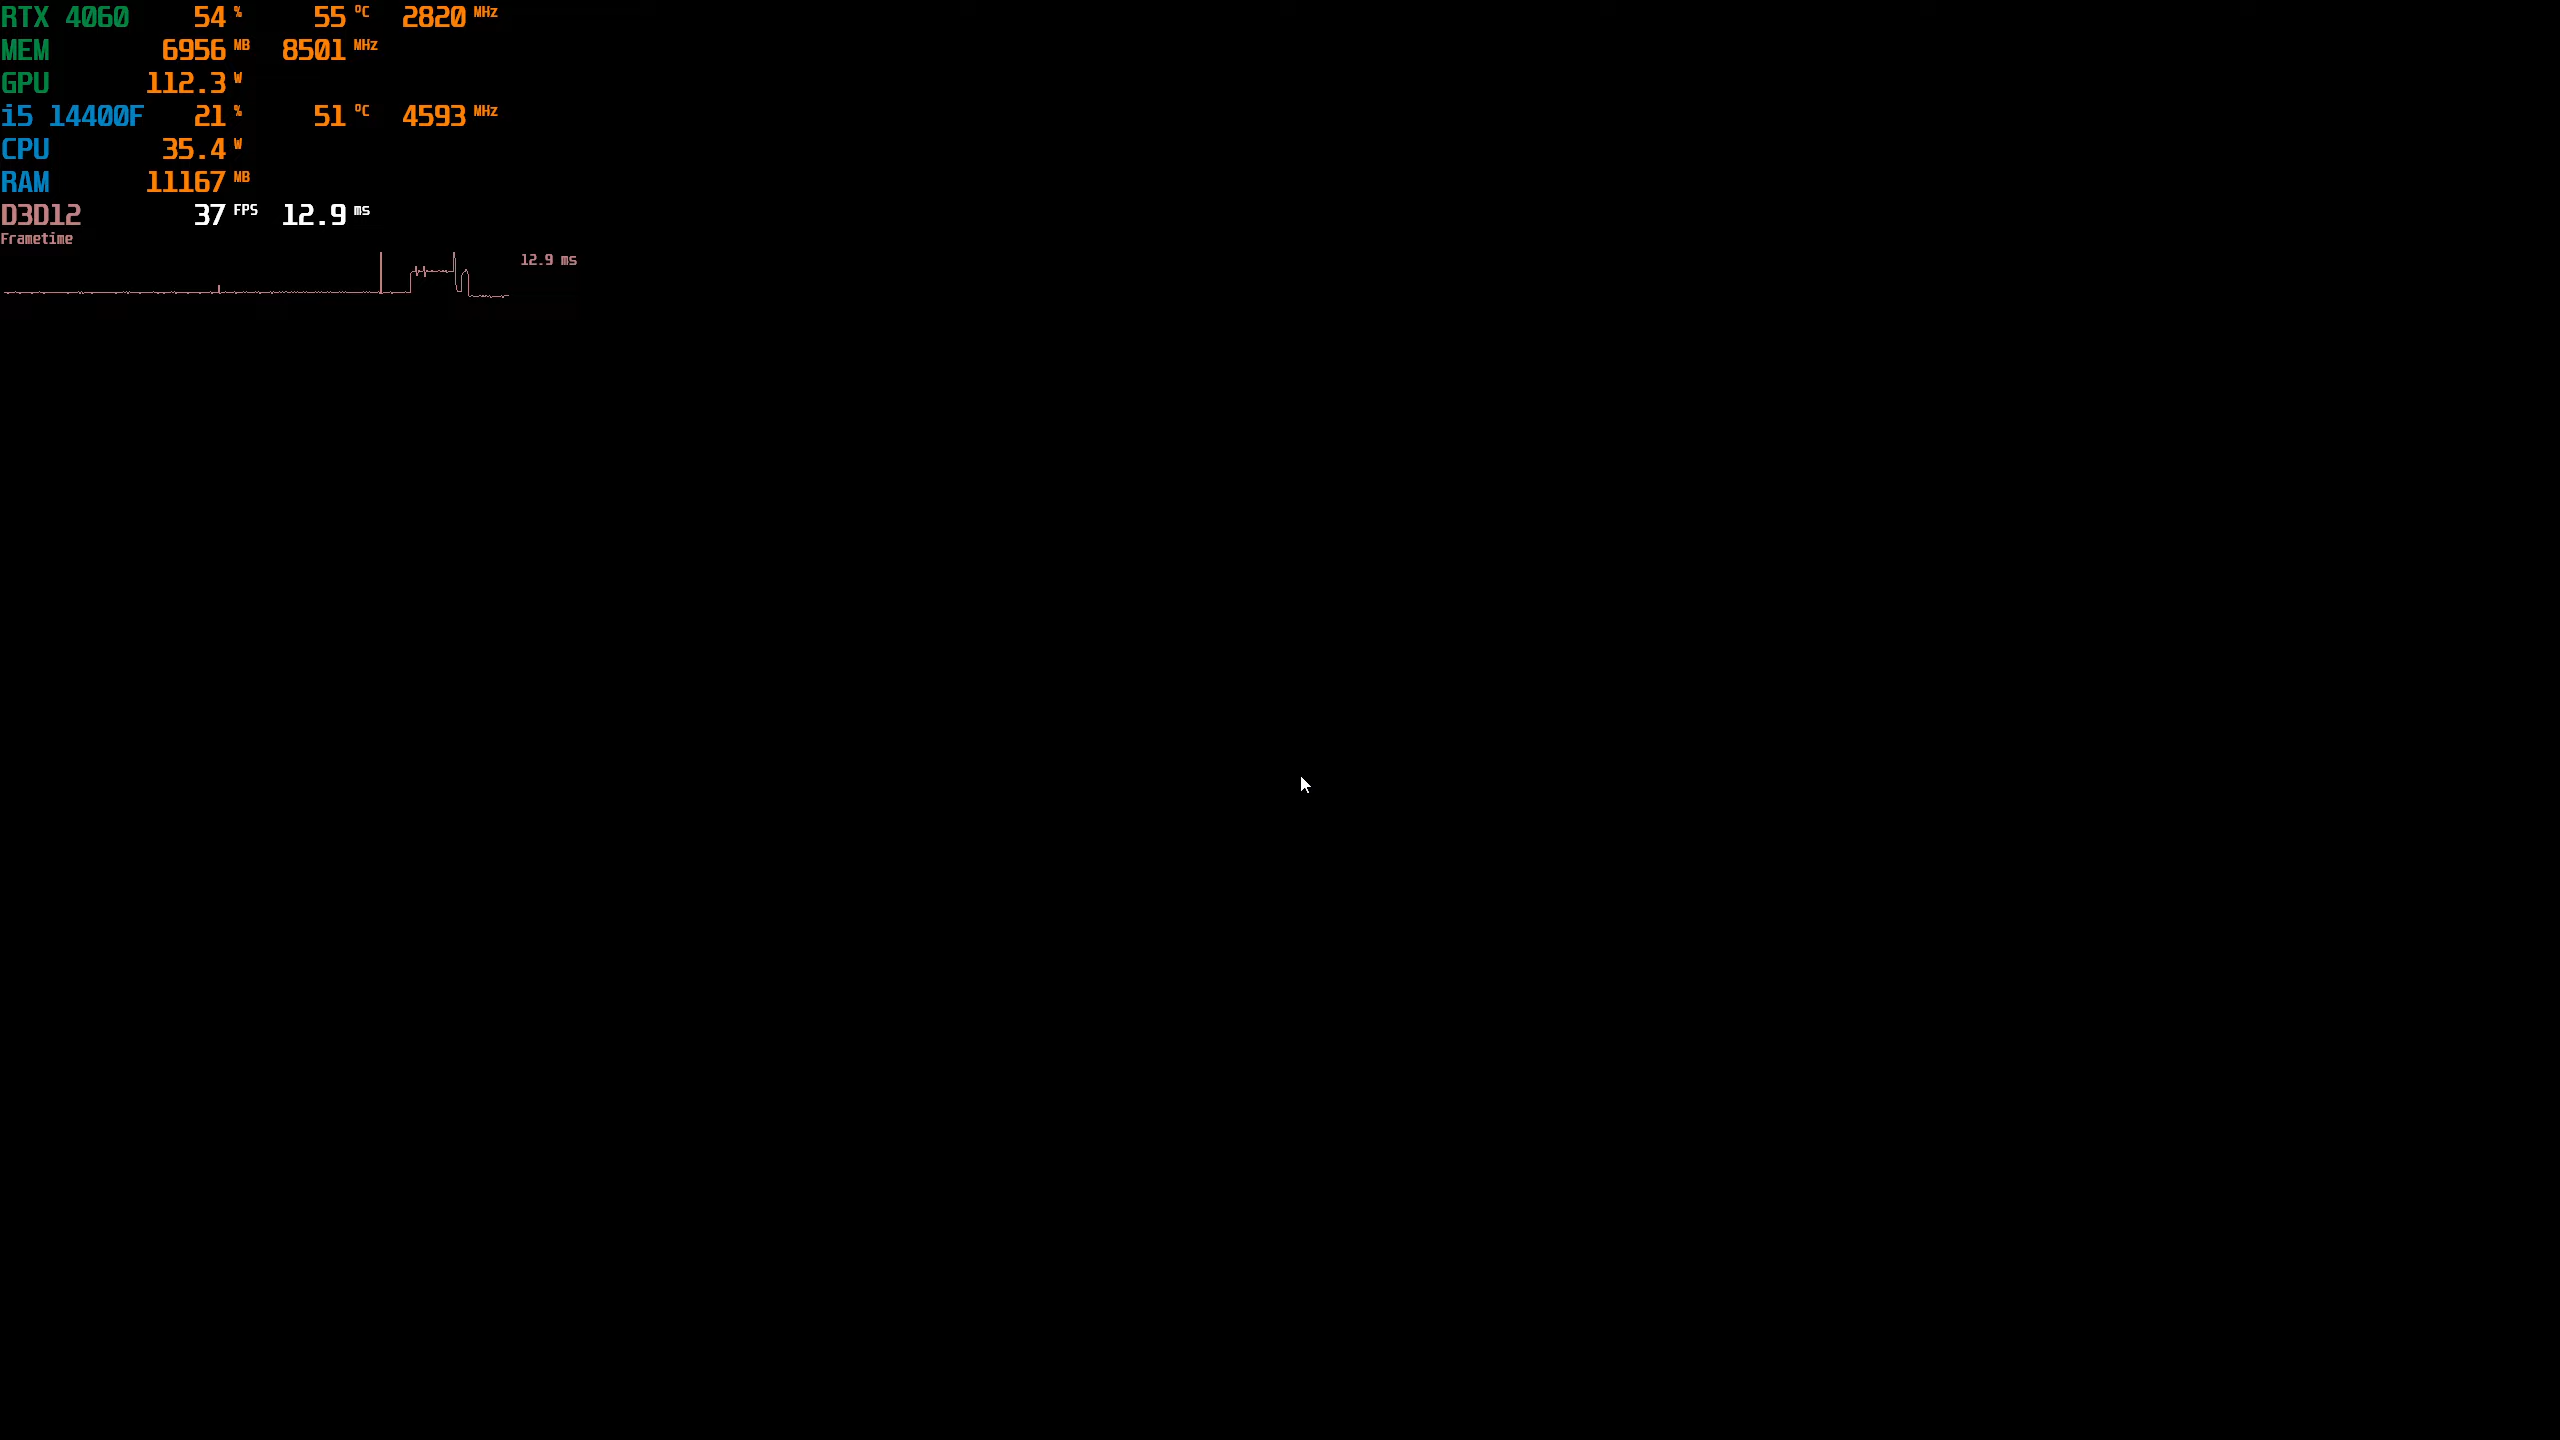 RTX 4060 54 % 55 °C 2820 MHz
MEM 6956 MB 8501 MHz
GPU 112.3 W
i5 14400F 21 % 51 °C 4593 MHz
CPU 35.4 W
RAM 11167 MB
D3D12 37 FPS 12.9 ms
Frametime
12.9 ms